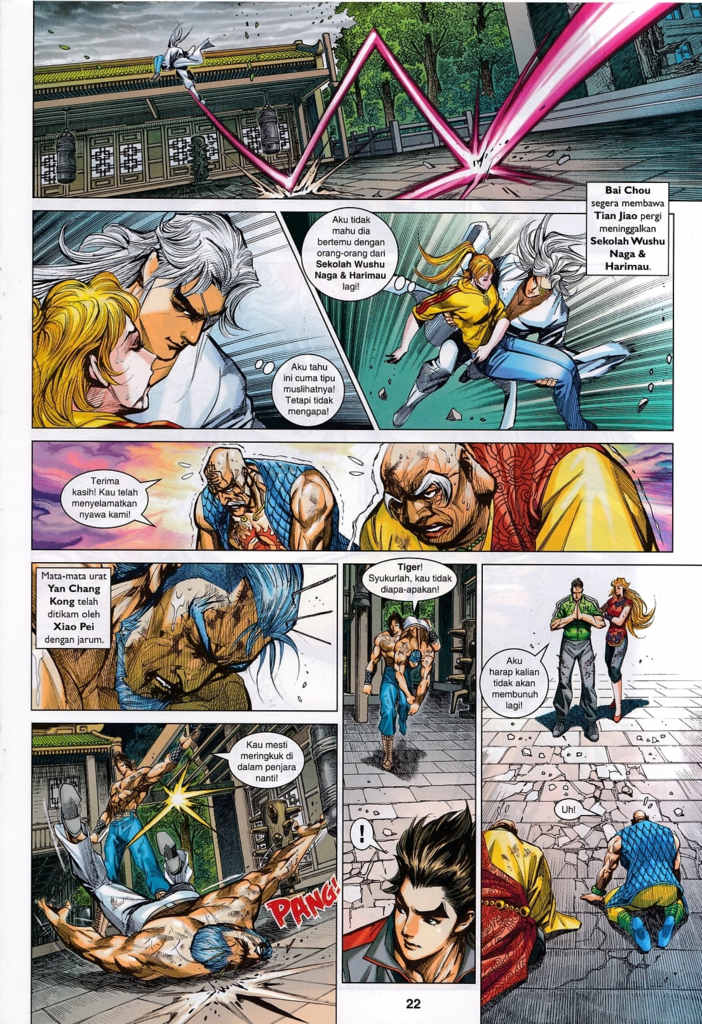 Bai Chou
segera membawa
Tian Jiao pergi
meninggalkan
Sekolah Wushu
Naga &
Harimau.
Aku tidak
mahu dia
bertemu dengan
orang-orang dari
Sekolah Wushu
Naga & Harimau
lagi!
Aku tahu
ini cuma tipu
muslihatnya!
Tetapi tidak
mengapa!
Terima
kasih! Kau telah
menyelamatkan
nyawa kami!
Mata-mata urat
Yan Chang
Kong telah
ditikam oleh
Xiao Pei
dengan jarum.
Tiger!
Syukurlah, kau tidak
diapa-apakan!
Aku
harap kalian
tidak akan
membunuh
lagi!
Kau mesti
meringkuk di
dalam penjara
nanti!
PANG!
!
Uh!
22